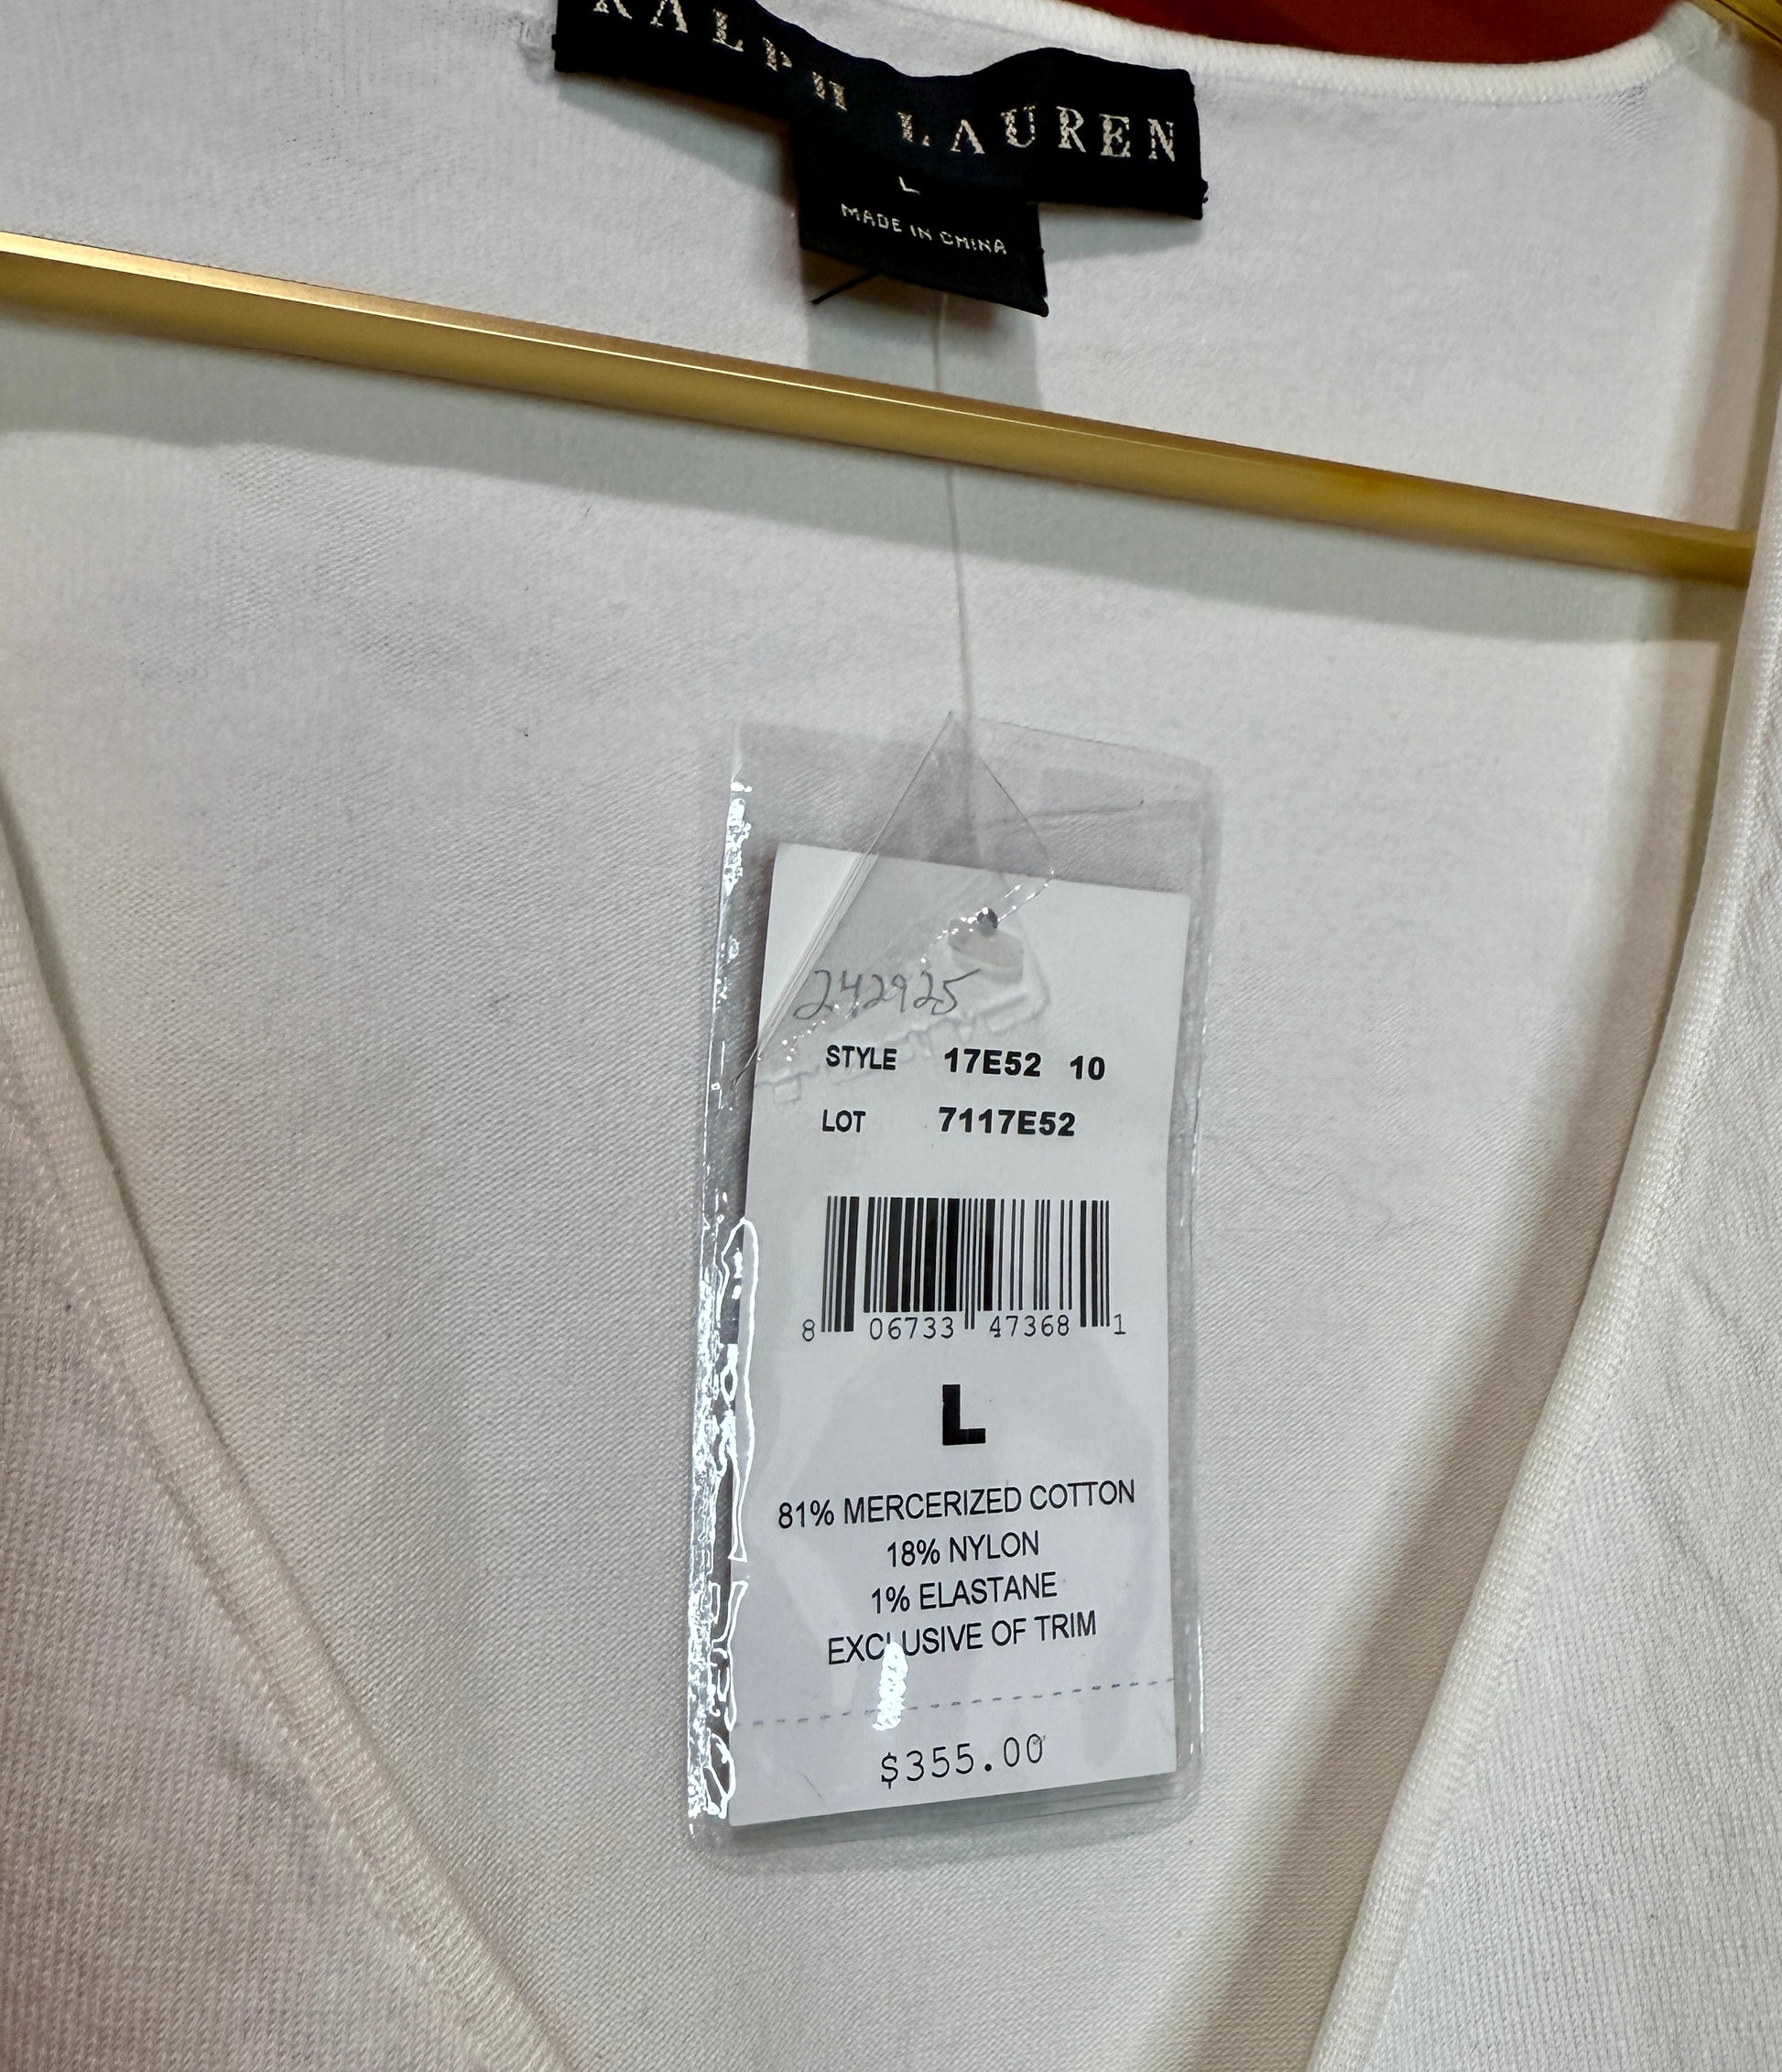 RALPH LAUREN
L
MADE IN CHINA
242925
STYLE 17E52 10
LOT 7117E52
8 06733 47368 1
L
81% MERCERIZED COTTON
18% NYLON
1% ELASTANE
EXCLUSIVE OF TRIM
$355.00